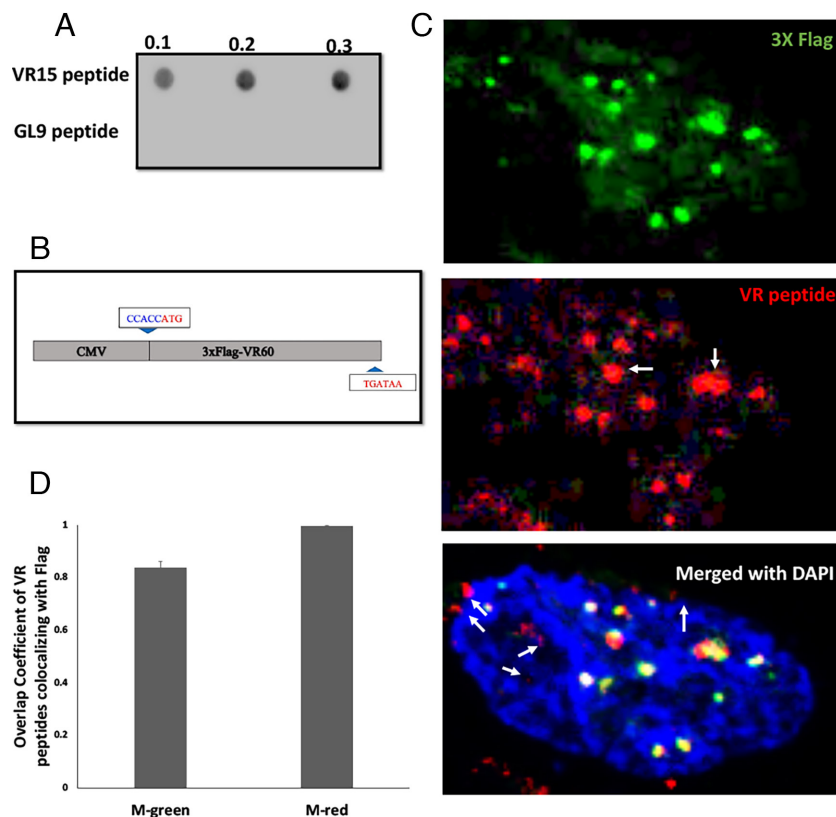 A
0.1 0.2 0.3
VR15 peptide
GL9 peptide
B
CCACCATG
CMV
3xFlag-VR60
TGATAA
C
3X Flag
VR peptide
Merged with DAPI
D
Overlap Coefficient of VR
peptides colocalizing with Flag
1
0.8
0.6
0.4
0.2
0
M-green
M-red